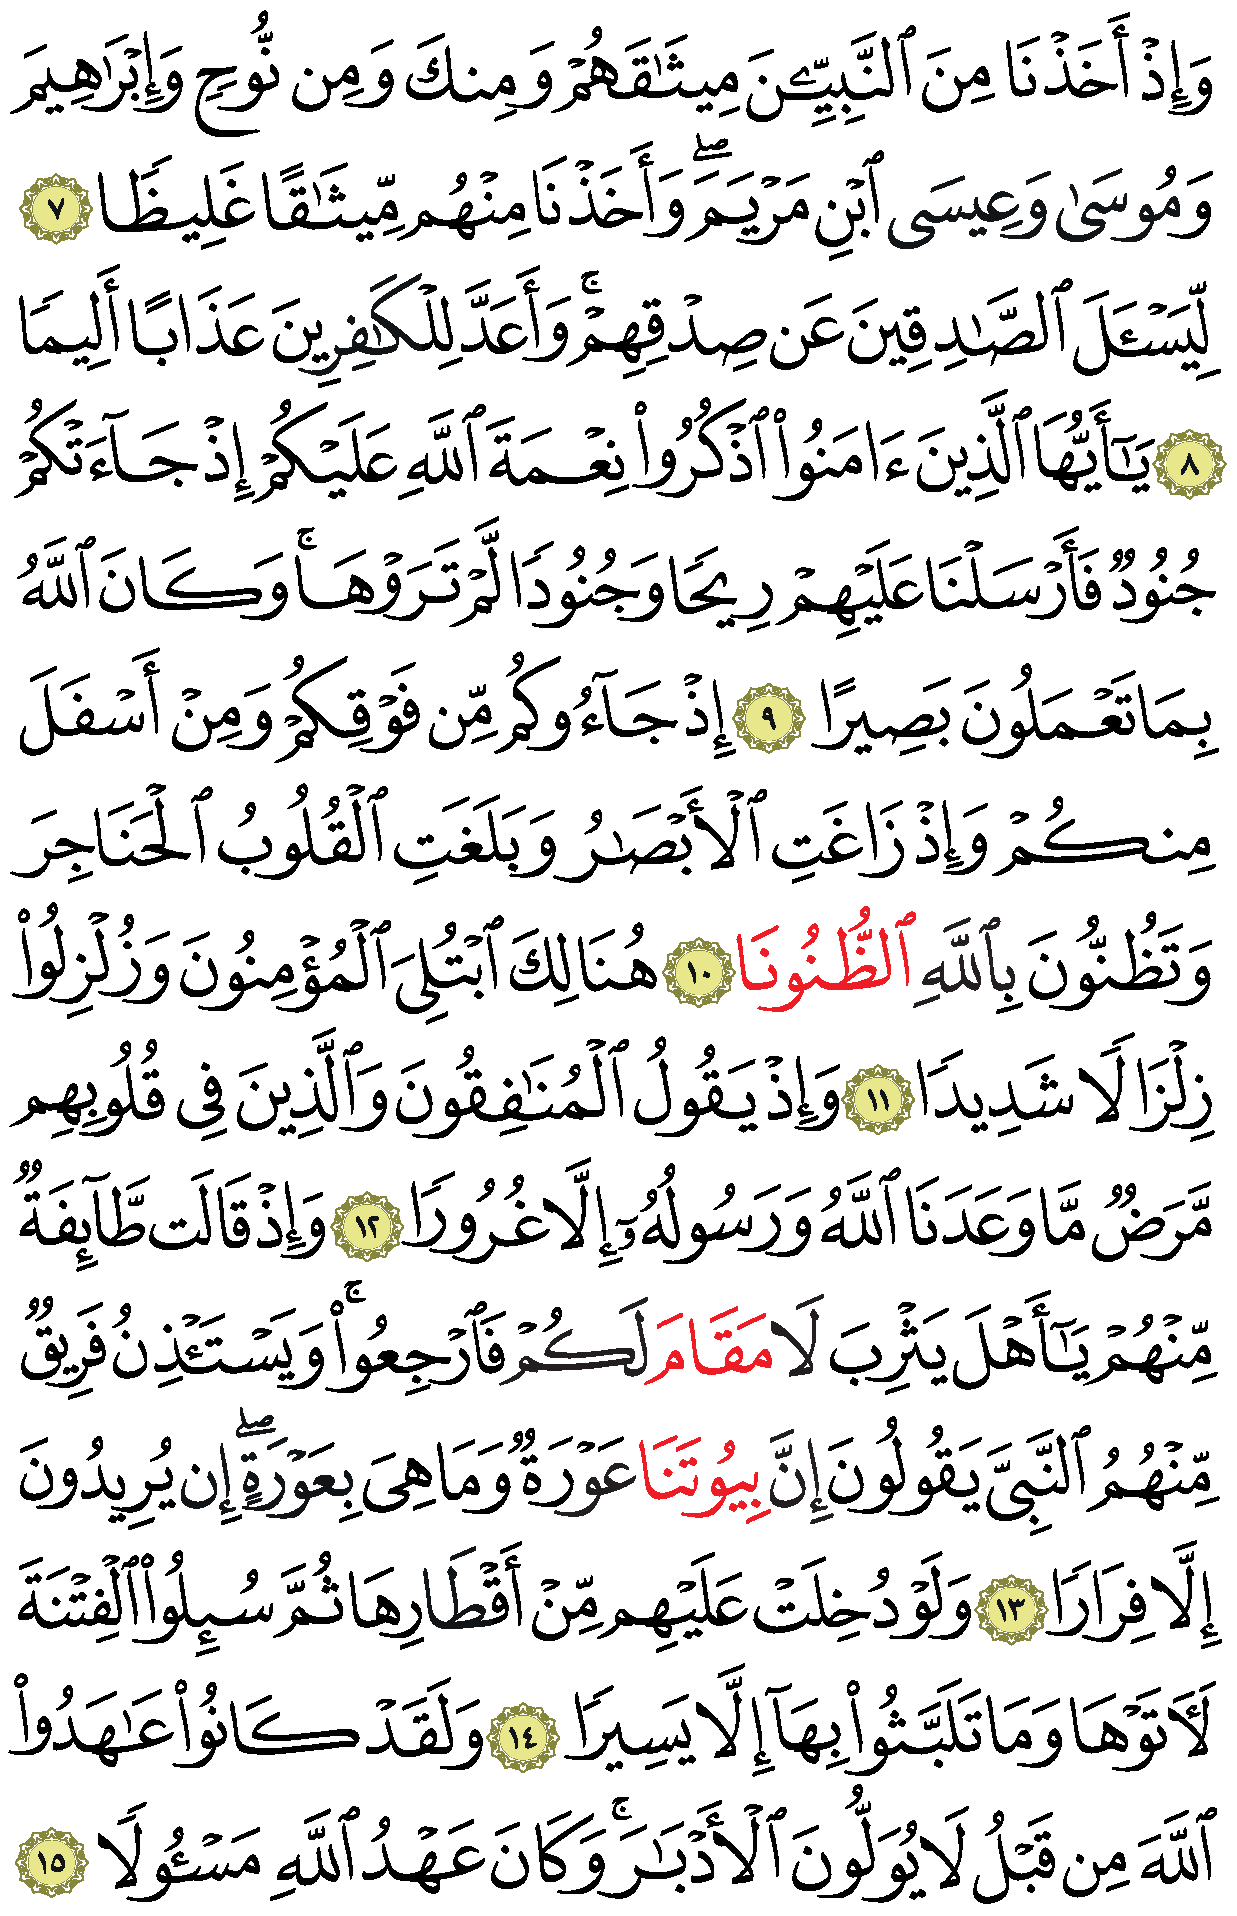 وَإِذۡ أَخَذۡنَا مِنَ ٱلنَّبِيِّـۧنَ مِيثَٰقَهُمۡ وَمِنكَ وَمِن نُّوحٖ وَإِبۡرَٰهِيمَ
وَمُوسَىٰ وَعِيسَى ٱبۡنِ مَرۡيَمَۖ وَأَخَذۡنَا مِنۡهُم مِّيثَٰقًا غَلِيظٗا ٧
لِّيَسۡـَٔلَ ٱلصَّٰدِقِينَ عَن صِدۡقِهِمۡۚ وَأَعَدَّ لِلۡكَٰفِرِينَ عَذَابًا أَلِيمٗا
٨ يَٰٓأَيُّهَا ٱلَّذِينَ ءَامَنُواْ ٱذۡكُرُواْ نِعۡمَةَ ٱللَّهِ عَلَيۡكُمۡ إِذۡ جَآءَتۡكُمۡ
جُنُودٞ فَأَرۡسَلۡنَا عَلَيۡهِمۡ رِيحٗا وَجُنُودٗا لَّمۡ تَرَوۡهَاۚ وَكَانَ ٱللَّهُ
بِمَا تَعۡمَلُونَ بَصِيرًا ٩ إِذۡ جَآءُوكُم مِّن فَوۡقِكُمۡ وَمِنۡ أَسۡفَلَ
مِنكُمۡ وَإِذۡ زَاغَتِ ٱلۡأَبۡصَٰرُ وَبَلَغَتِ ٱلۡقُلُوبُ ٱلۡحَنَاجِرَ
وَتَظُنُّونَ بِٱللَّهِ ٱلظُّنُونَا ١٠ هُنَالِكَ ٱبۡتُلِيَ ٱلۡمُؤۡمِنُونَ وَزُلۡزِلُواْ
زِلۡزَالٗا شَدِيدٗا ١١ وَإِذۡ يَقُولُ ٱلۡمُنَٰفِقُونَ وَٱلَّذِينَ فِي قُلُوبِهِم
مَّرَضٞ مَّا وَعَدَنَا ٱللَّهُ وَرَسُولُهُۥٓ إِلَّا غُرُورٗا ١٢ وَإِذۡ قَالَت طَّآئِفَةٞ
مِّنۡهُمۡ يَٰٓأَهۡلَ يَثۡرِبَ لَا مَقَامَ لَكُمۡ فَٱرۡجِعُواْۚ وَيَسۡتَـٔۡذِنُ فَرِيقٞ
مِّنۡهُمُ ٱلنَّبِيَّ يَقُولُونَ إِنَّ بِيُوتَنَا عَوۡرَةٞ وَمَا هِيَ بِعَوۡرَةٍۖ إِن يُرِيدُونَ
إِلَّا فِرَارٗا ١٣ وَلَوۡ دُخِلَتۡ عَلَيۡهِم مِّنۡ أَقۡطَارِهَا ثُمَّ سُئِلُواْ ٱلۡفِتۡنَةَ
لَأَتَوۡهَا وَمَا تَلَبَّثُواْ بِهَآ إِلَّا يَسِيرٗا ١٤ وَلَقَدۡ كَانُواْ عَٰهَدُواْ
ٱللَّهَ مِن قَبۡلُ لَا يُوَلُّونَ ٱلۡأَدۡبَٰرَۚ وَكَانَ عَهۡدُ ٱللَّهِ مَسۡـُٔولٗا ١٥